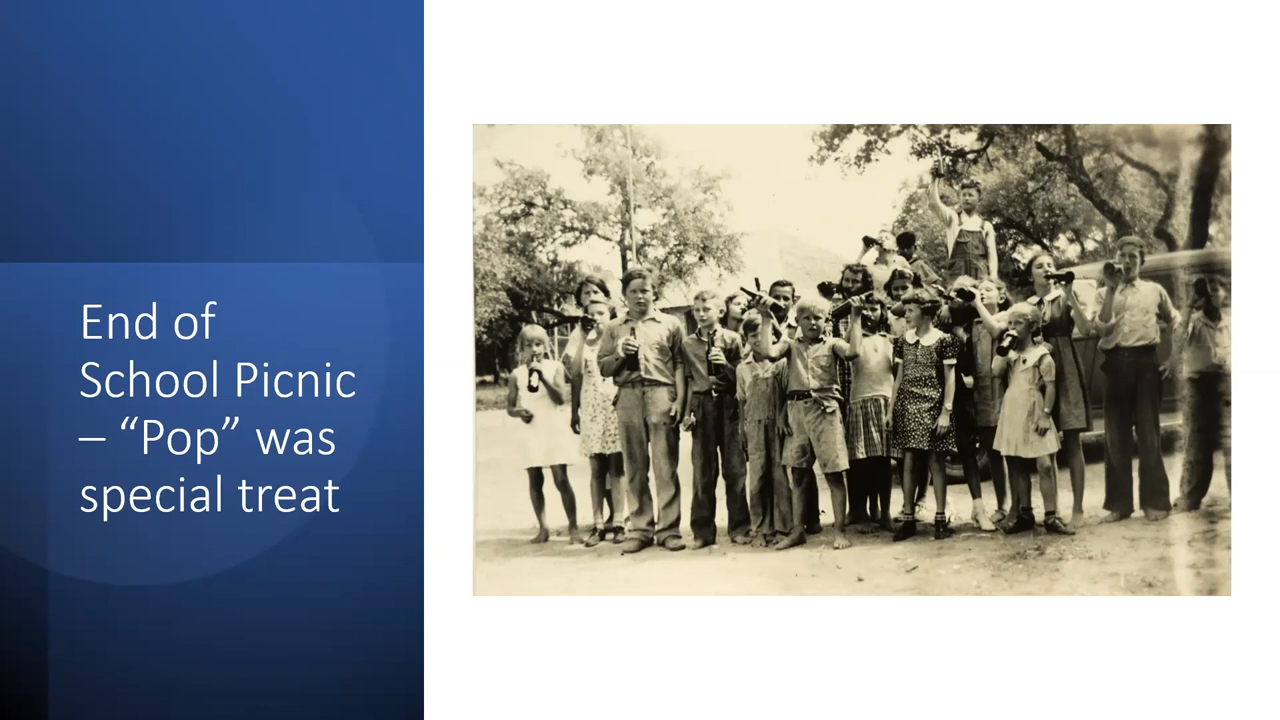 End of
School Picnic
– “Pop” was
special treat